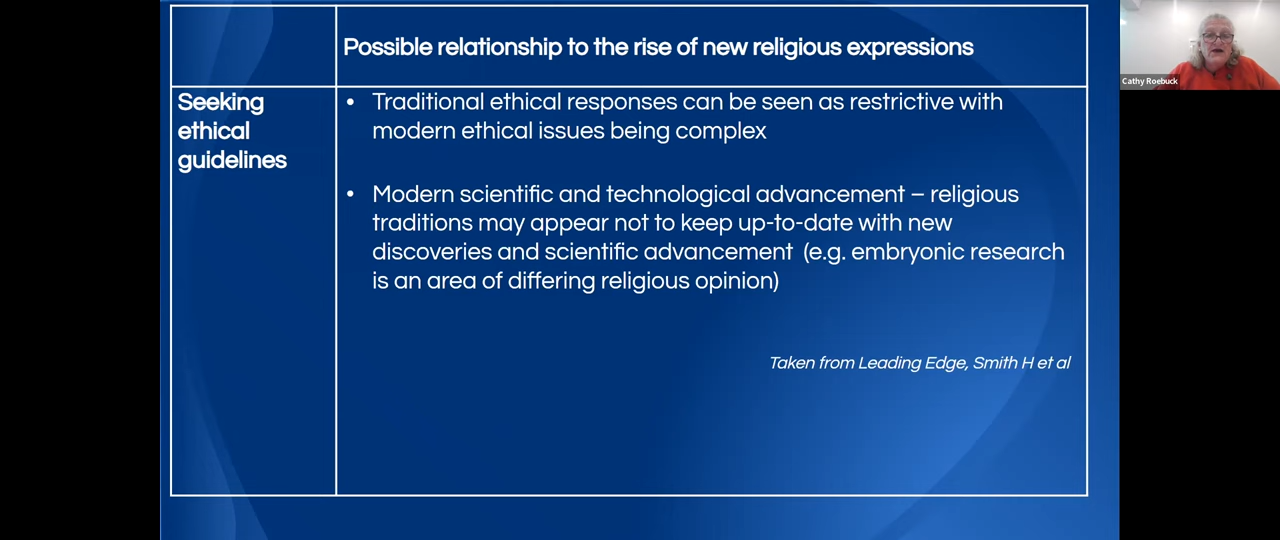 Possible relationship to the rise of new religious expressions
Seeking
ethical
guidelines
• Traditional ethical responses can be seen as restrictive with
modern ethical issues being complex
• Modern scientific and technological advancement – religious
traditions may appear not to keep up-to-date with new
discoveries and scientific advancement (e.g. embryonic research
is an area of differing religious opinion)
Taken from Leading Edge, Smith H et al
Cathy Roebuck